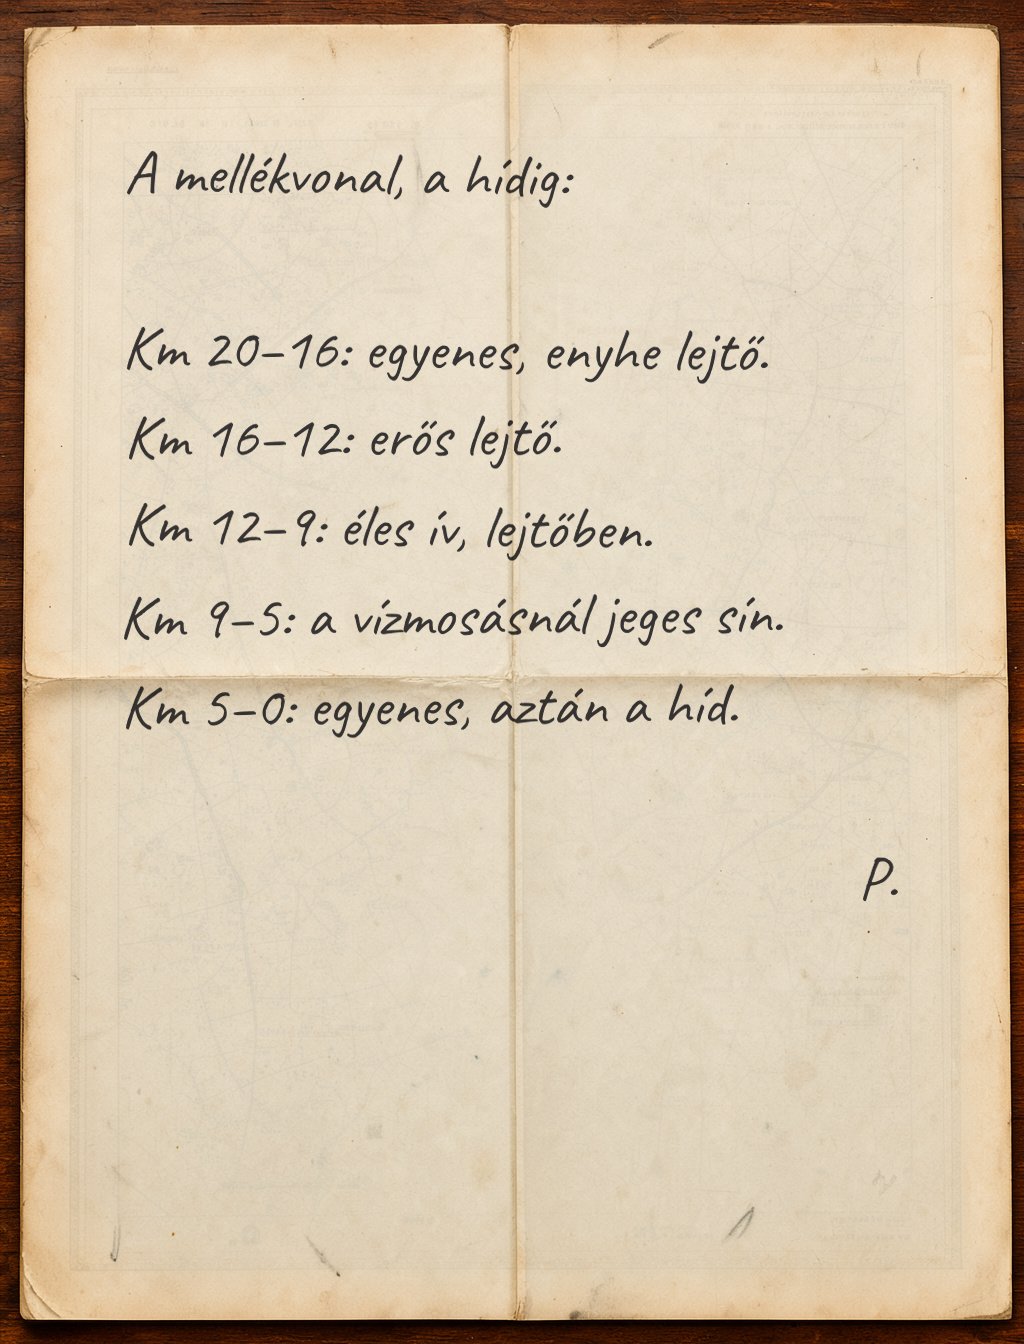 A mellékvonal, a hídig:
Km 20–16: egyenes, enyhe lejtő.
Km 16–12: erős lejtő.
Km 12–9: éles ív, lejtőben.
Km 9–5: a vízmosásnál jeges sín.
Km 5–0: egyenes, aztán a híd.
P.